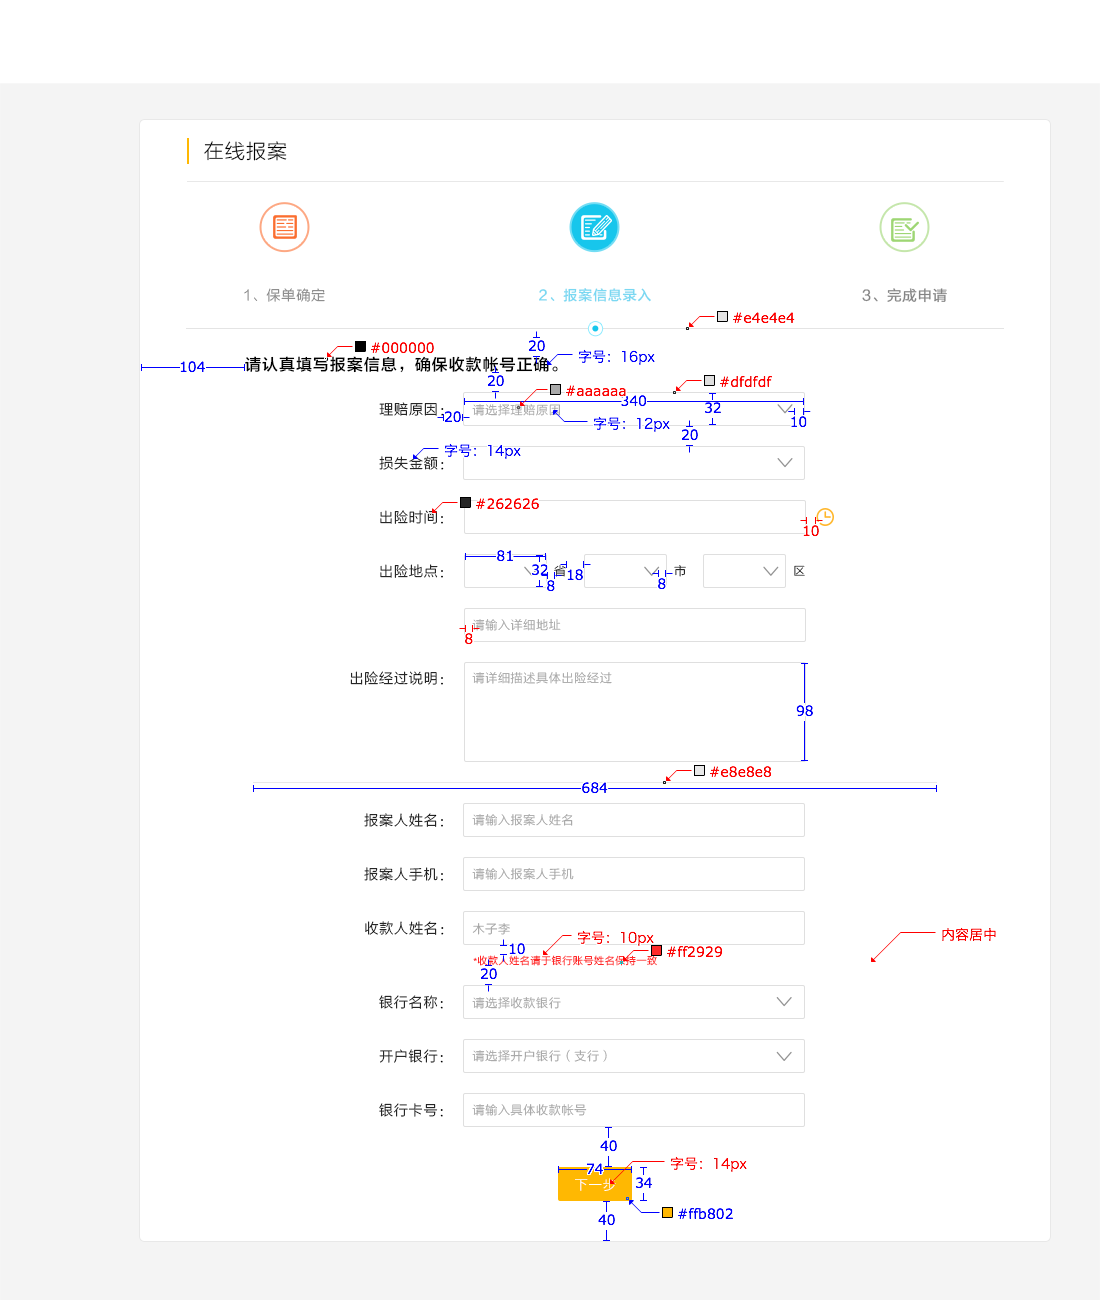 在线报案
1、保单确定
2、报案信息录入
3、完成申请
#e4e4e4
#000000
20
字号：16px
104
请认真填写报案信息，确保收款帐号正确。
20
#aaaaaa
#dfdfdf
340
理赔原因：
20
请选择理赔原因
32
10
字号：12px
20
字号：14px
损失金额：
#262626
出险时间：
10
81
出险地点：
32
8
省
18
8
市
区
请输入详细地址
8
出险经过说明：
请详细描述具体出险经过
98
#e8e8e8
684
报案人姓名：
请输入报案人姓名
报案人手机：
请输入报案人手机
收款人姓名：
木子李
字号：10px
内容居中
10
#ff2929
*收款人姓名请于银行账号姓名保持一致
20
银行名称：
请选择收款银行
开户银行：
请选择开户银行（支行）
银行卡号：
请输入具体收款帐号
40
字号：14px
74
下一步
34
40
#ffb802